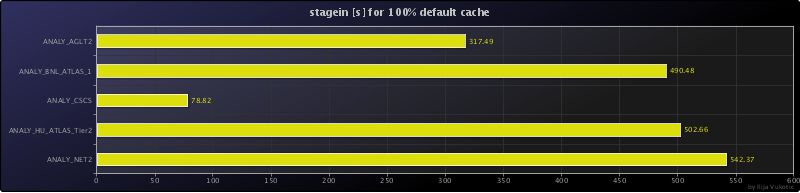 stagein [s] for 100% default cache
ANALY_AGLT2 317.49
ANALY_BNL_ATLAS_1 490.48
ANALY_CSCS 78.82
ANALY_HU_ATLAS_Tier2 502.66
ANALY_NET2 542.37
0 50 100 150 200 250 300 350 400 450 500 550 600
by Ilija Vukotic